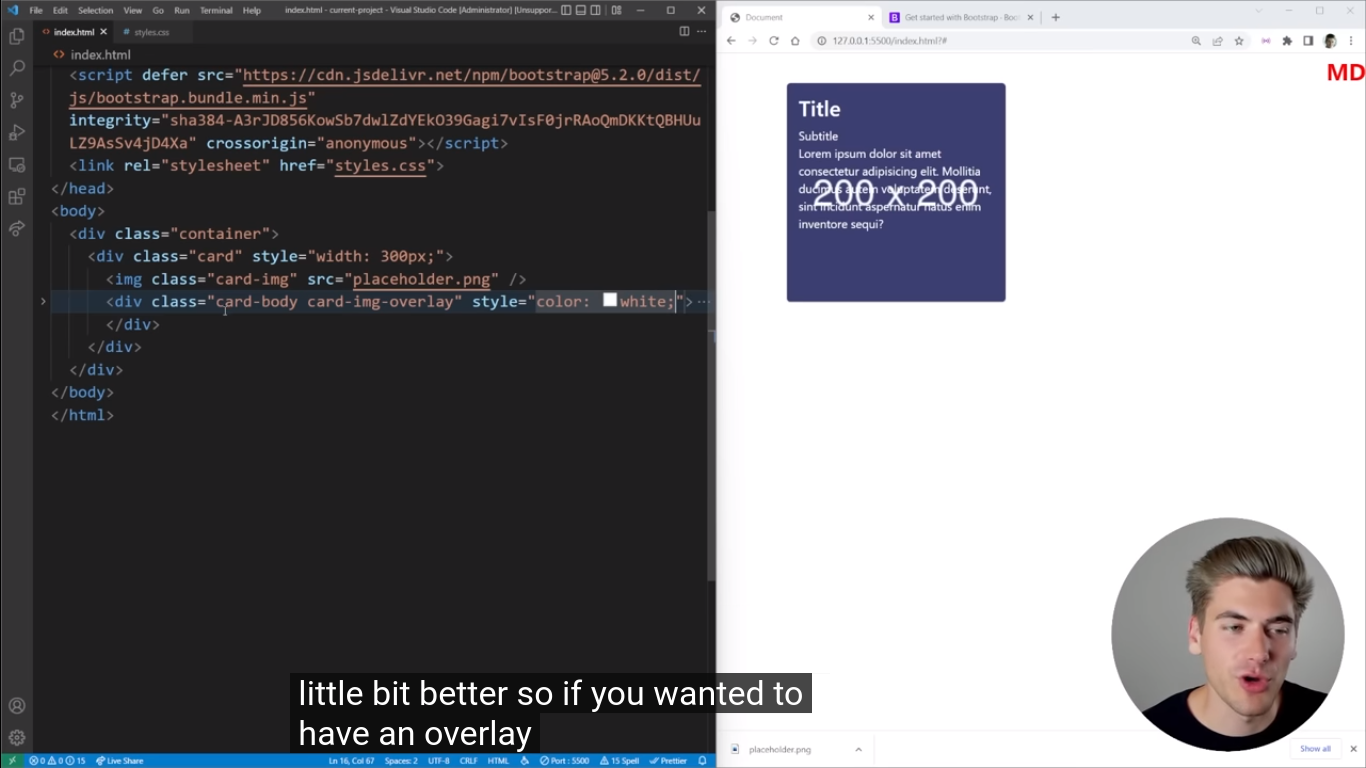 File Edit Selection View Go Run Terminal Help index.html - current-project - Visual Studio Code [Administrator] [Unsuppor...
index.html styles.css
index.html
<script defer src="https://cdn.jsdelivr.net/npm/bootstrap@5.2.0/dist/
js/bootstrap.bundle.min.js"
integrity="sha384-A3rJD856KowSb7dwlZdYEkO39Gagi7vIsF0jrRAoQmDKKtQBHUu
LZ9AsSv4jD4Xa" crossorigin="anonymous"></script>
<link rel="stylesheet" href="styles.css">
</head>
<body>
<div class="container">
<div class="card" style="width: 300px;">
<img class="card-img" src="placeholder.png" />
<div class="card-body card-img-overlay" style="color: white;">
</div>
</div>
</div>
</body>
</html>
0 0 15 Live Share Ln 16, Col 67 Spaces: 2 UTF-8 CRLF HTML Port : 5500 15 Spell Prettier
Document Get started with Bootstrap · Boo
127.0.0.1:5500/index.html?#
MD
Title
Subtitle
Lorem ipsum dolor sit amet
consectetur adipisicing elit. Mollitia
ducimus autem voluptatem deserunt,
sint incidunt aspernatur natus enim
inventore sequi?
200 x 200
placeholder.png Show all
little bit better so if you wanted to
have an overlay